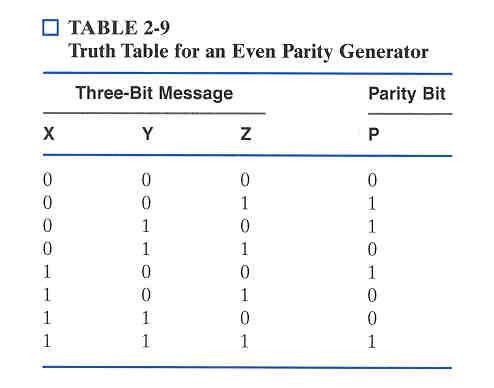 TABLE 2-9
Truth Table for an Even Parity Generator
Three-Bit Message Parity Bit
X Y Z P
0 0 0 0
0 0 1 1
0 1 0 1
0 1 1 0
1 0 0 1
1 0 1 0
1 1 0 0
1 1 1 1